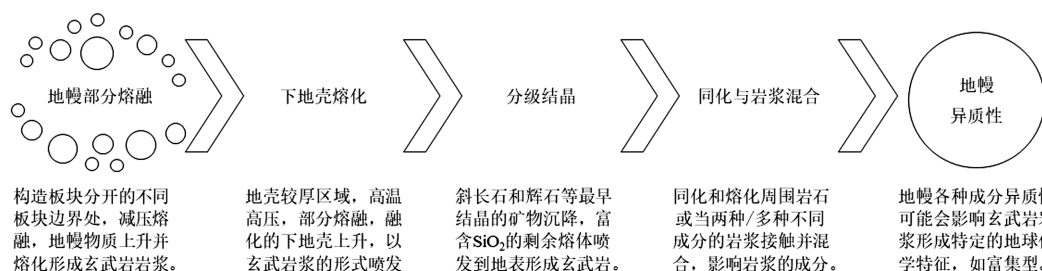 地幔部分熔融
下地壳熔化
分级结晶
同化与岩浆混合
地幔
异质性
构造板块分开的不同
板块边界处，减压熔
融，地幔物质上升并
熔化形成玄武岩岩浆。
地壳较厚区域，高温
高压，部分熔融，融
化的下地壳上升，以
玄武岩浆的形式喷发
斜长石和辉石等最早
结晶的矿物沉降，富
含SiO₂的剩余熔体喷
发到地表形成玄武岩。
同化和熔化周围岩石
或当两种/多种不同
成分的岩浆接触并混
合，影响岩浆的成分。
地幔各种成分异质性
可能会影响玄武岩岩
浆形成特定的地球化
学特征，如富集型。